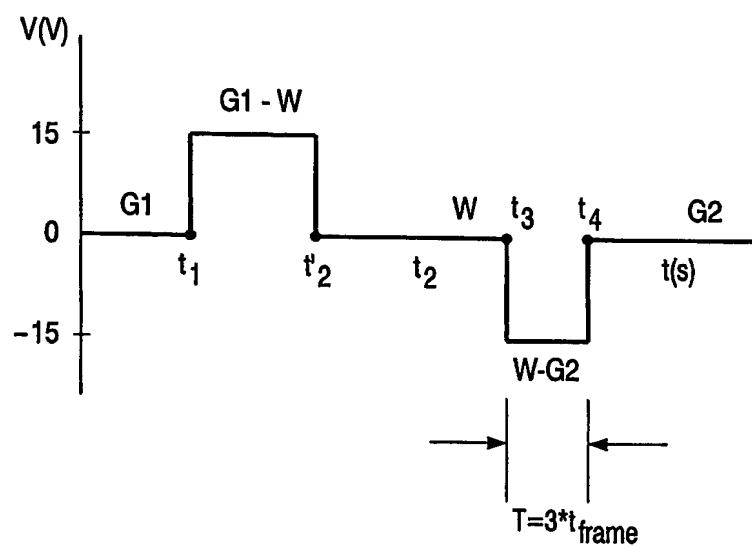 V(V)
G1 - W
15
G1
W
t3
t4
G2
0
t1
t'2
t2
t(s)
-15
W-G2
T=3*tframe